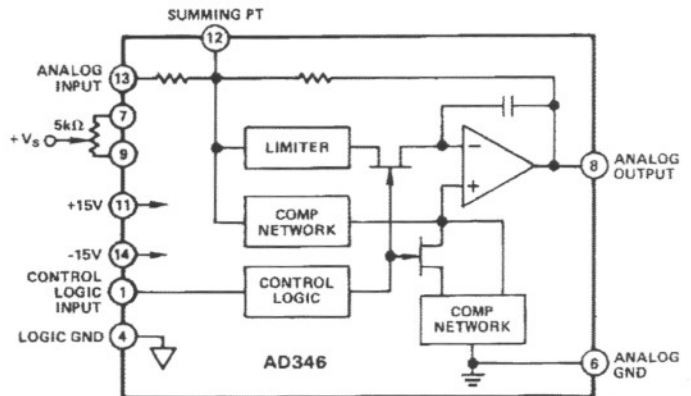 SUMMING PT
12
ANALOG
INPUT
13
7
5kΩ
+ Vs
9
LIMITER
−
+
8
ANALOG
OUTPUT
+15V
11
COMP
NETWORK
-15V
14
CONTROL
LOGIC
INPUT
1
CONTROL
LOGIC
COMP
NETWORK
LOGIC GND
4
AD346
6
ANALOG
GND